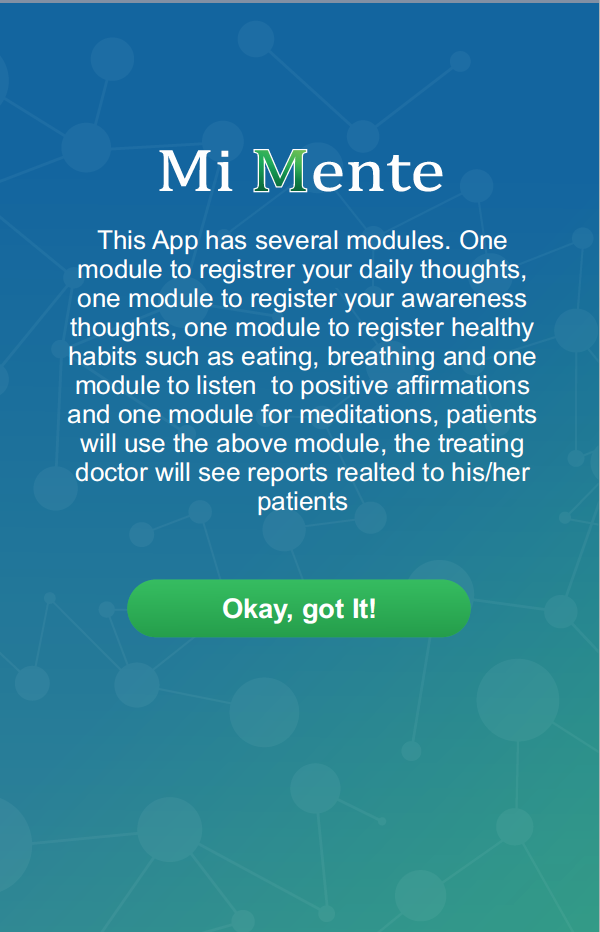 Mi Mente
This App has several modules. One
module to registrer your daily thoughts,
one module to register your awareness
thoughts, one module to register healthy
habits such as eating, breathing and one
module to listen  to positive affirmations
and one module for meditations, patients
will use the above module, the treating
doctor will see reports realted to his/her
patients
Okay, got It!